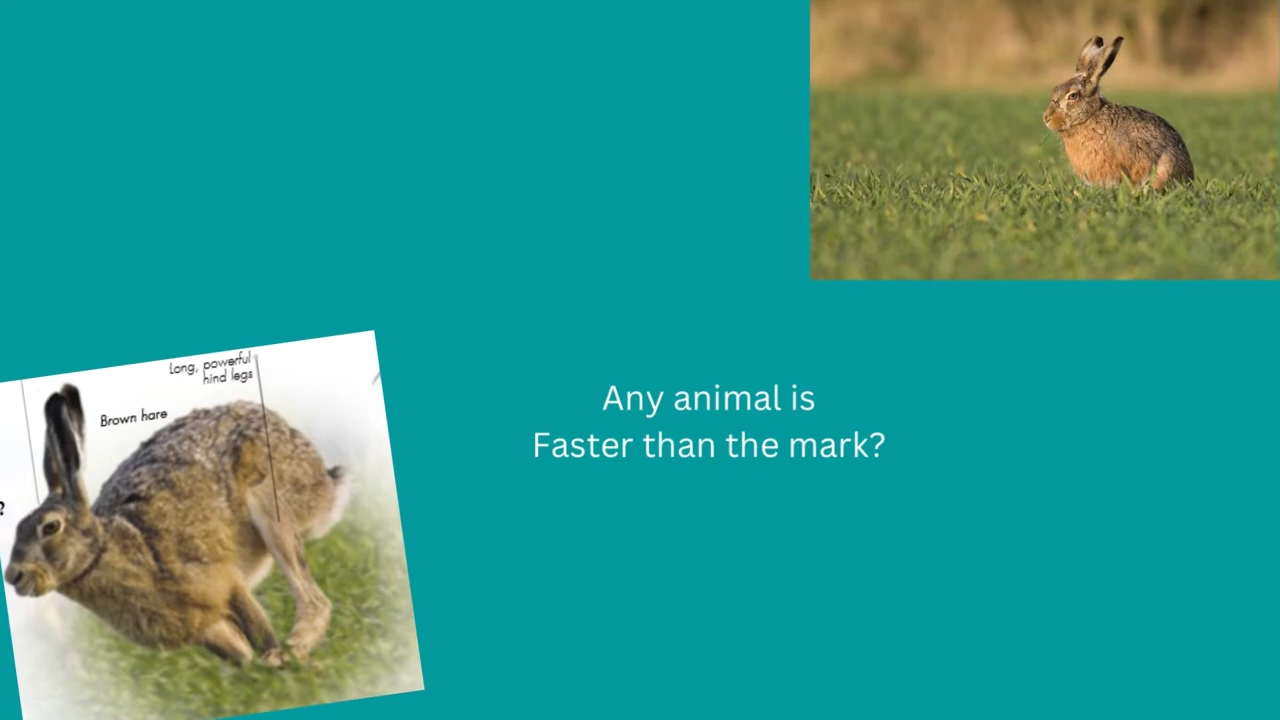 Long, powerful
hind legs
Brown hare
?
Any animal is
Faster than the mark?